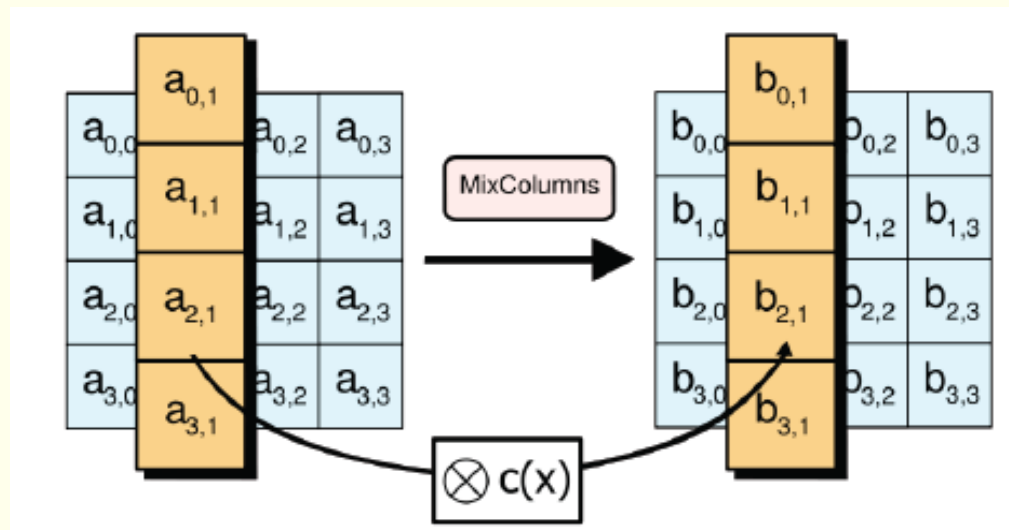 a0,1
a0,0 a0,2 a0,3
a1,1
a1,0 a1,2 a1,3
a2,1
a2,0 a2,2 a2,3
a3,0 a3,2 a3,3
a3,1
MixColumns
b0,1
b0,0 b0,2 b0,3
b1,1
b1,0 b1,2 b1,3
b2,1
b2,0 b2,2 b2,3
b3,0 b3,2 b3,3
b3,1
⊗ c(x)